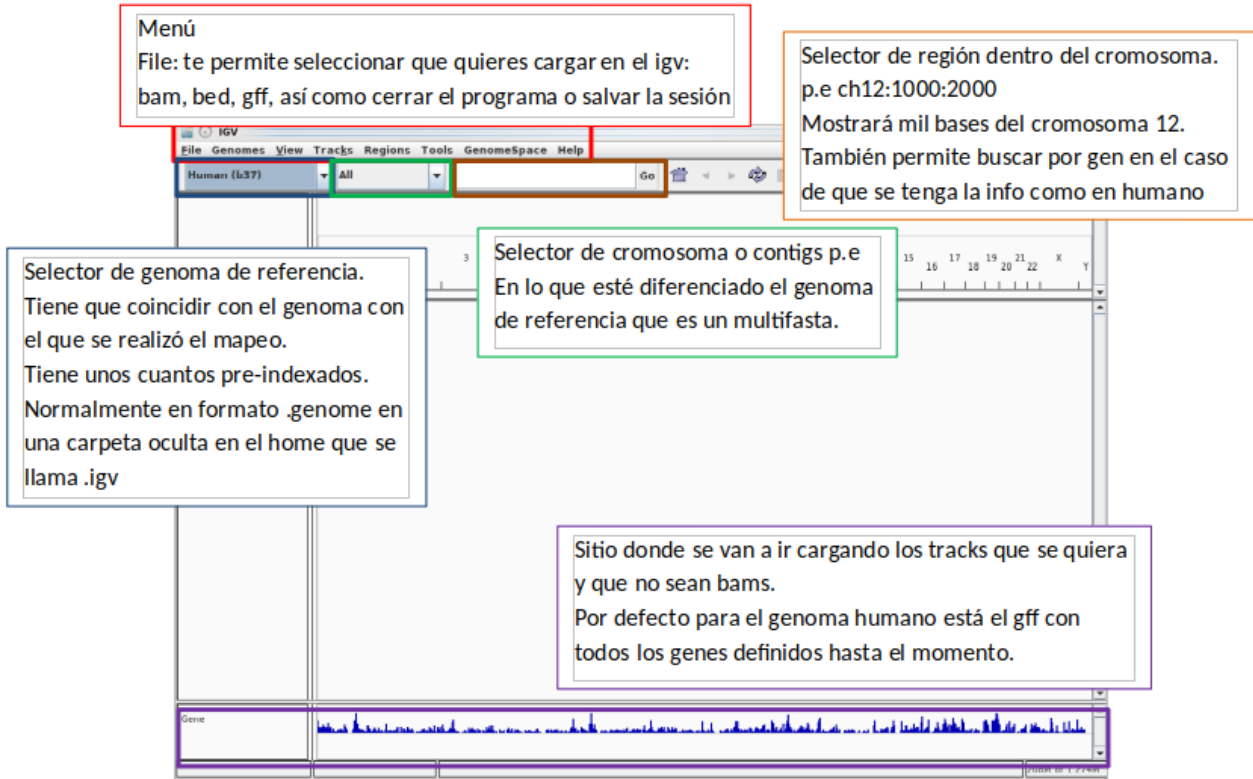 Menú
File: te permite seleccionar que quieres cargar en el igv:
bam, bed, gff, así como cerrar el programa o salvar la sesión
Selector de región dentro del cromosoma.
p.e ch12:1000:2000
Mostrará mil bases del cromosoma 12.
También permite buscar por gen en el caso
de que se tenga la info como en humano
IGV
File Genomes View Tracks Regions Tools GenomeSpace Help
Human (b37) All Go
Selector de genoma de referencia.
Tiene que coincidir con el genoma con
el que se realizó el mapeo.
Tiene unos cuantos pre-indexados.
Normalmente en formato .genome en
una carpeta oculta en el home que se
llama .igv
3
Selector de cromosoma o contigs p.e
En lo que esté diferenciado el genoma
de referencia que es un multifasta.
15 16 17 18 19 20 21 22 X Y
Sitio donde se van a ir cargando los tracks que se quiera
y que no sean bams.
Por defecto para el genoma humano está el gff con
todos los genes definidos hasta el momento.
Gene